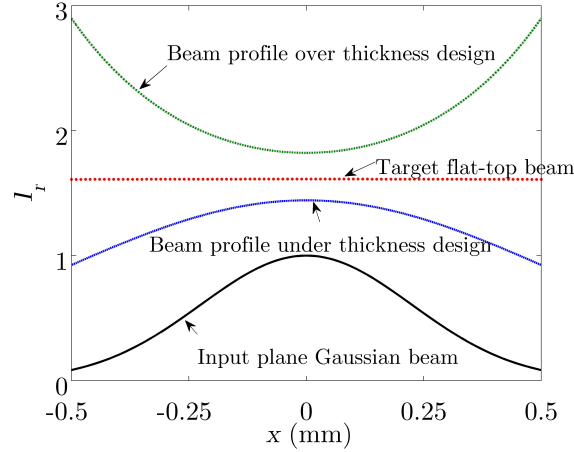 3
Beam profile over thickness design
2
Target flat-top beam
I_r
Beam profile under thickness design
1
Input plane Gaussian beam
0
-0.5 -0.25 0 0.25 0.5
x (mm)